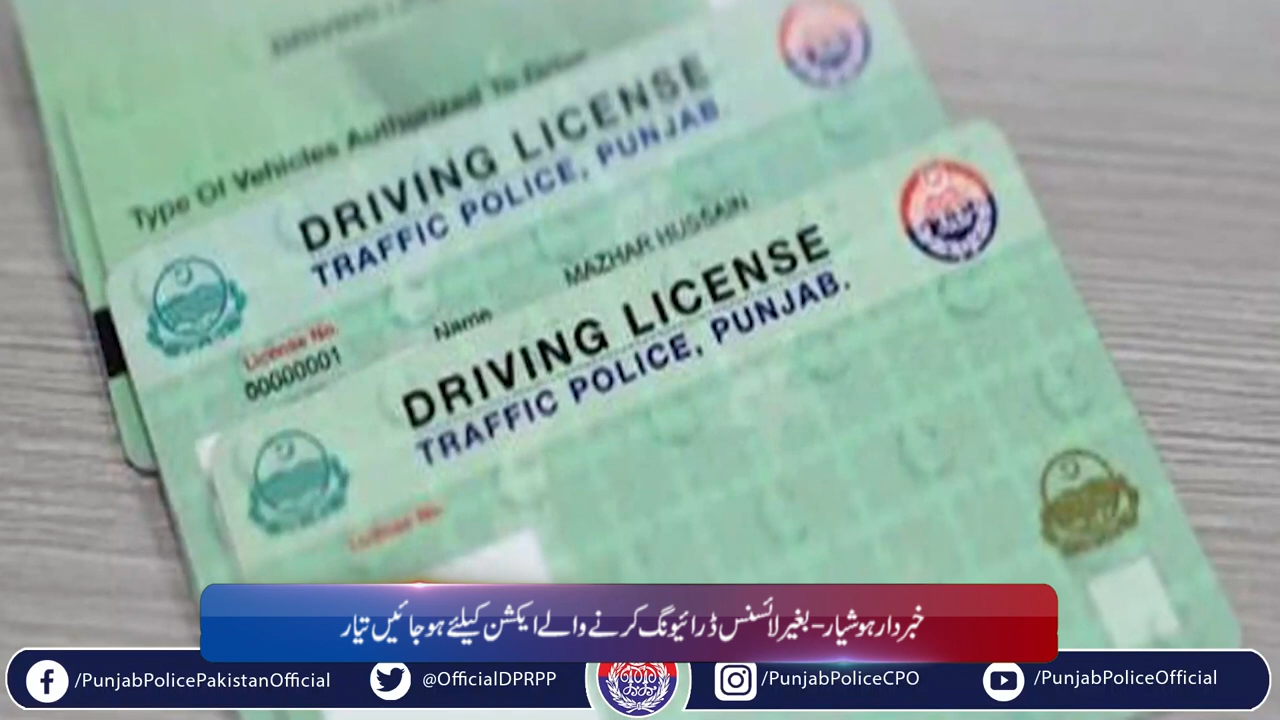 Type Of Vehicles Authorized To Drive
DRIVING LICENSE
TRAFFIC POLICE, PUNJAB
License No.
00000001
Name
MAZHAR HUSSAIN
DRIVING LICENSE
TRAFFIC POLICE, PUNJAB.
License No.
خبردار ہوشیار - بغیر لائسنس ڈرائیونگ کرنے والے ایکشن کیلئے ہو جائیں تیار
/PunjabPolicePakistanOfficial
@OfficialDPRPP
/PunjabPoliceCPO
/PunjabPoliceOfficial